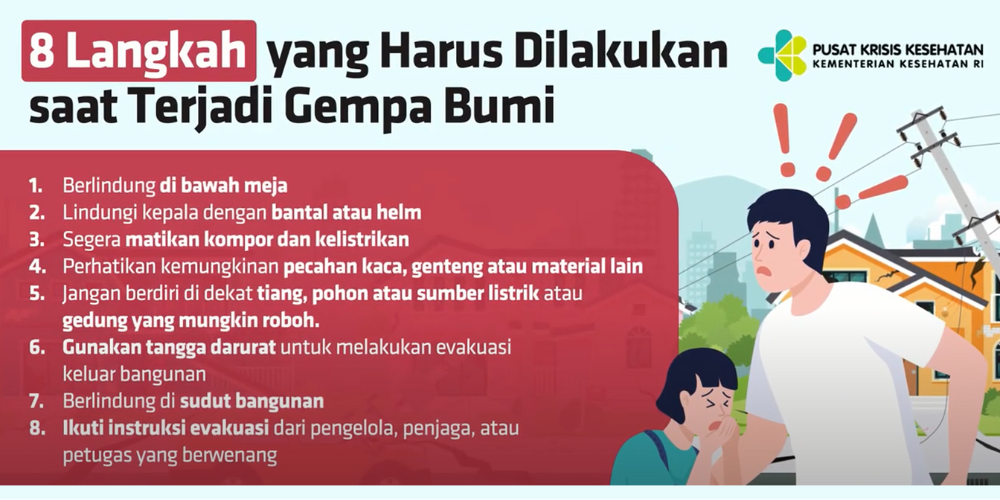 8 Langkah yang Harus Dilakukan
saat Terjadi Gempa Bumi
PUSAT KRISIS KESEHATAN
KEMENTERIAN KESEHATAN RI
1. Berlindung di bawah meja
2. Lindungi kepala dengan bantal atau helm
3. Segera matikan kompor dan kelistrikan
4. Perhatikan kemungkinan pecahan kaca, genteng atau material lain
5. Jangan berdiri di dekat tiang, pohon atau sumber listrik atau
gedung yang mungkin roboh.
6. Gunakan tangga darurat untuk melakukan evakuasi
keluar bangunan
7. Berlindung di sudut bangunan
8. Ikuti instruksi evakuasi dari pengelola, penjaga, atau
petugas yang berwenang